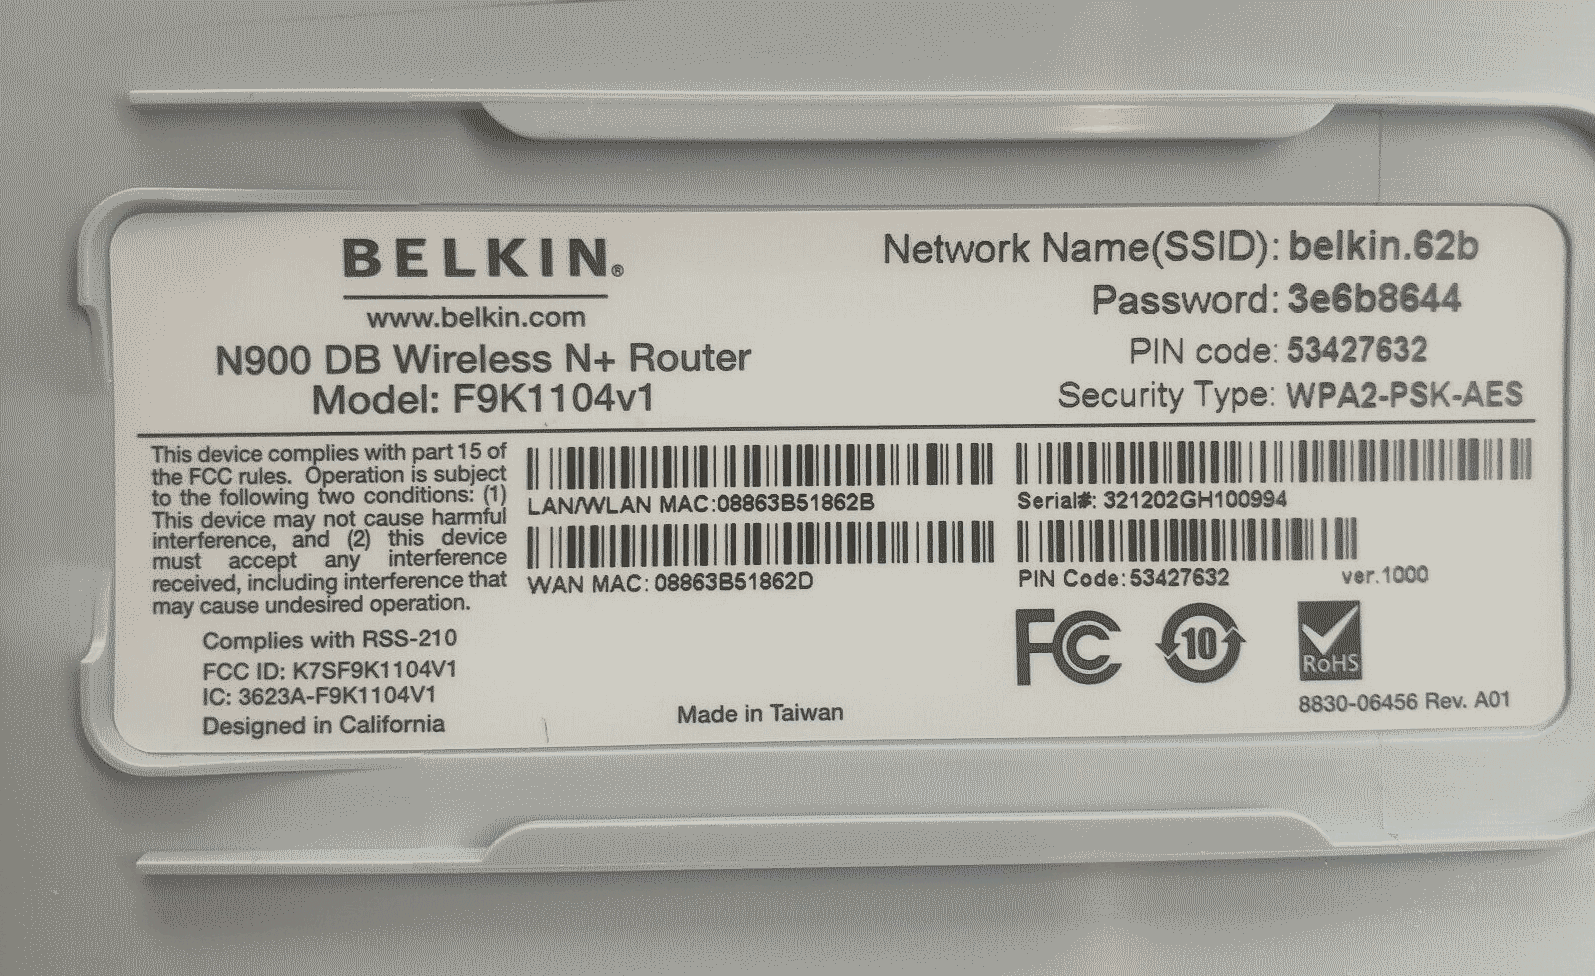 BELKIN®
www.belkin.com
N900 DB Wireless N+ Router
Model: F9K1104v1
Network Name(SSID): belkin.62b
Password: 3e6b8644
PIN code: 53427632
Security Type: WPA2-PSK-AES
This device complies with part 15 of
the FCC rules. Operation is subject
to the following two conditions: (1)
This device may not cause harmful
interference, and (2) this device
must accept any interference
received, including interference that
may cause undesired operation.
Complies with RSS-210
FCC ID: K7SF9K1104V1
IC: 3623A-F9K1104V1
Designed in California
LAN/WLAN MAC:08863B51862B
WAN MAC: 08863B51862D
Made in Taiwan
Serial#: 321202GH100994
PIN Code:53427632 ver.1000
FC 10 RoHS
8830-06456 Rev. A01